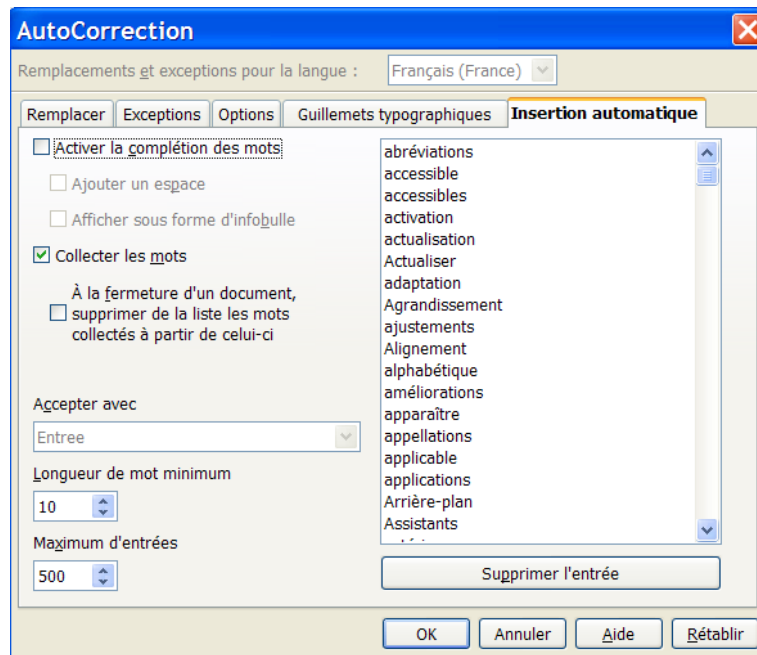 AutoCorrection
Remplacements et exceptions pour la langue :
Français (France)
Remplacer
Exceptions
Options
Guillemets typographiques
Insertion automatique
Activer la complétion des mots
Ajouter un espace
Afficher sous forme d'infobulle
Collecter les mots
À la fermeture d'un document,
supprimer de la liste les mots
collectés à partir de celui-ci
Accepter avec
Entree
Longueur de mot minimum
10
Maximum d'entrées
500
abréviations
accessible
accessibles
activation
actualisation
Actualiser
adaptation
Agrandissement
ajustements
Alignement
alphabétique
améliorations
apparaître
appellations
applicable
applications
Arrière-plan
Assistants
Supprimer l'entrée
OK
Annuler
Aide
Rétablir